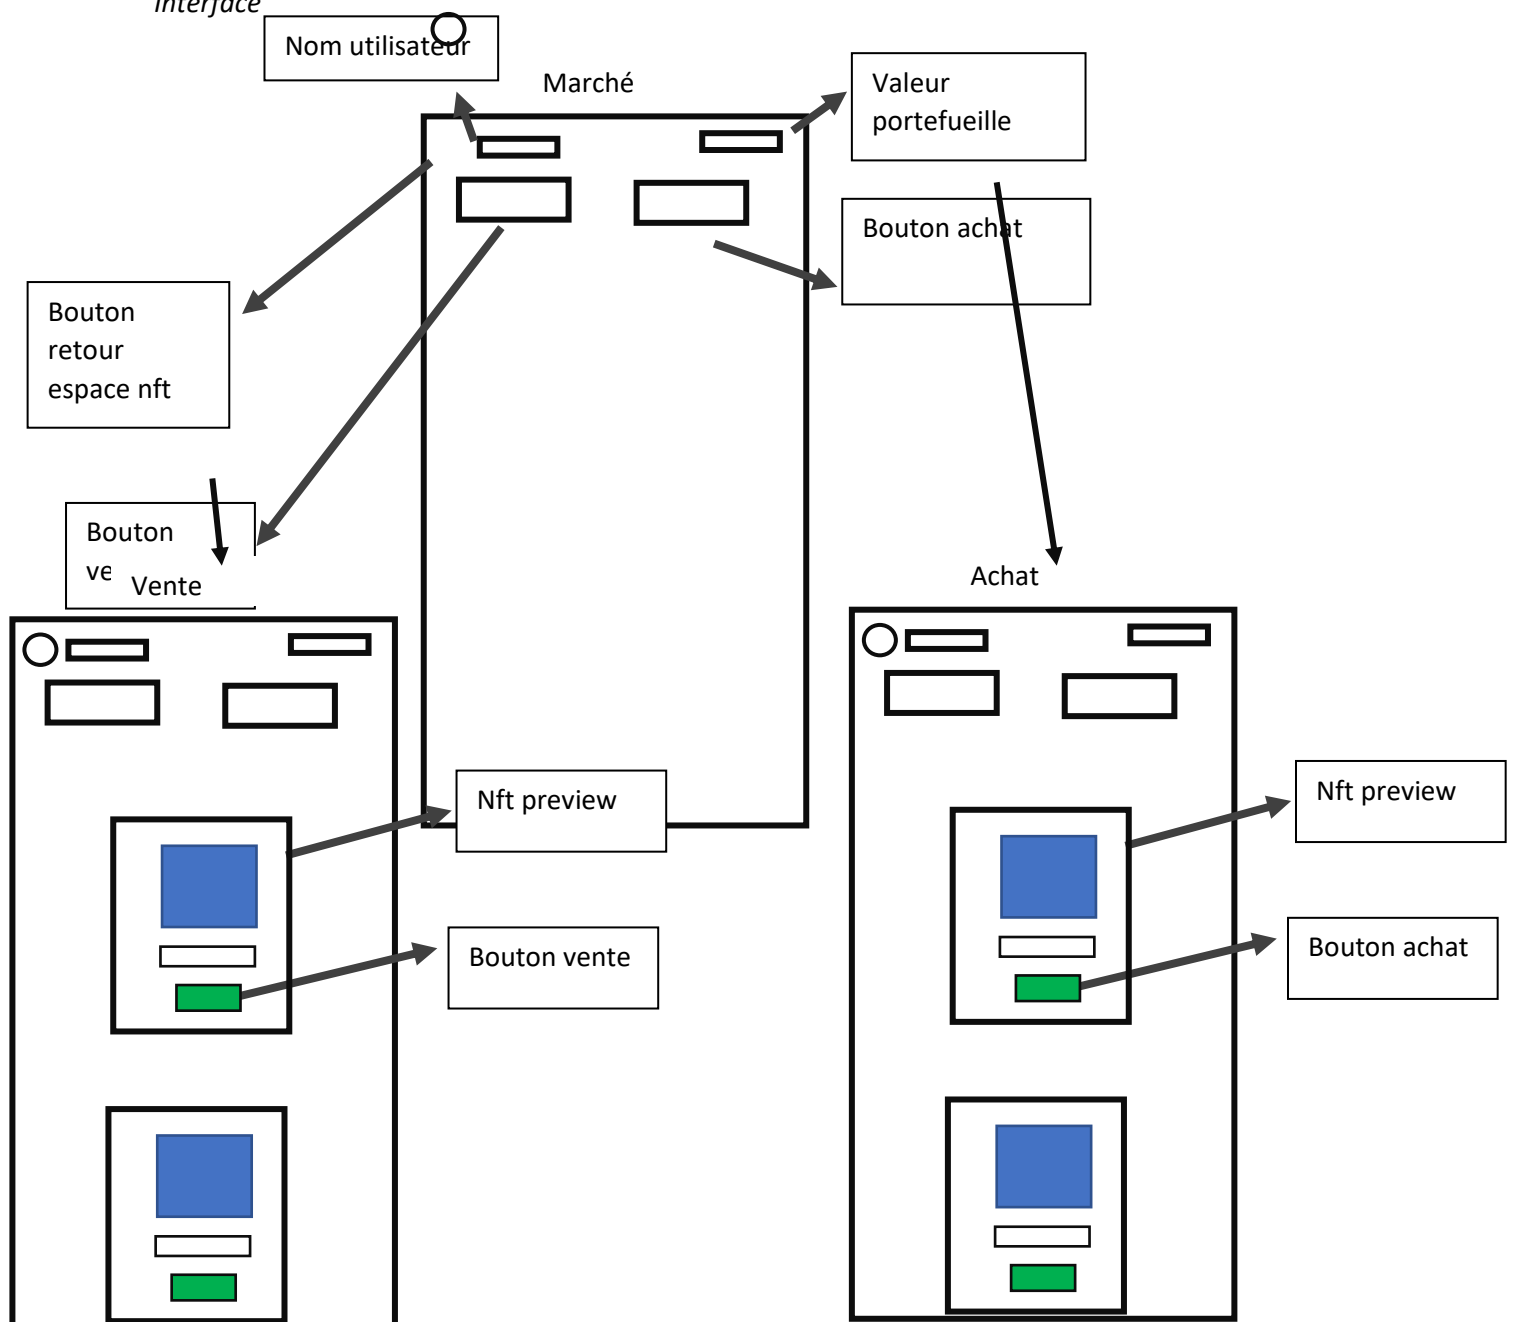 interface
Nom utilisateur
Marché
Valeur
portefueille
Bouton achat
Bouton
retour
espace nft
Bouton
ve
Vente
Achat
Nft preview
Nft preview
Bouton vente
Bouton achat